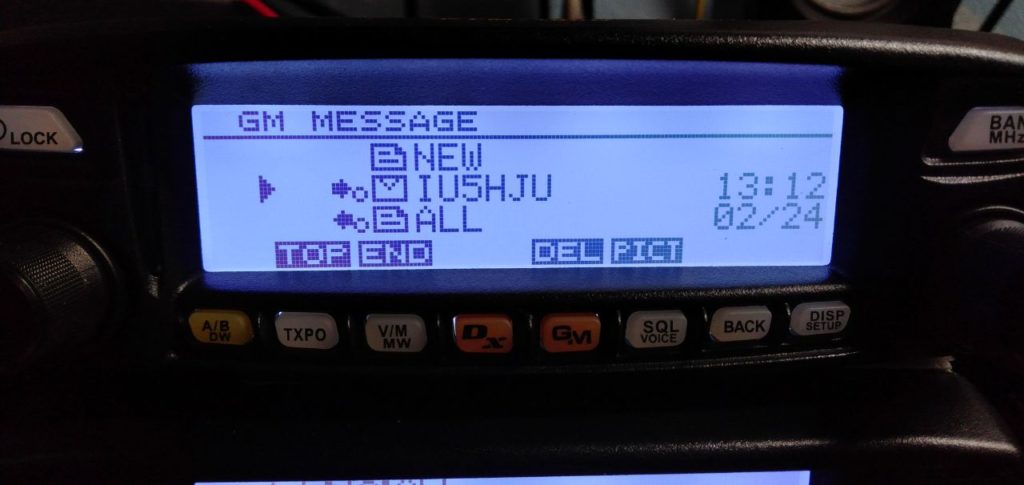 LOCK
BAN
MHz
GM MESSAGE
NEW
IU5HJU 13:12
ALL 02/24
TOP END DEL PICT
A/B DW
TXPO
V/M MW
DX
GM
SQL VOICE
BACK
DISP SETUP